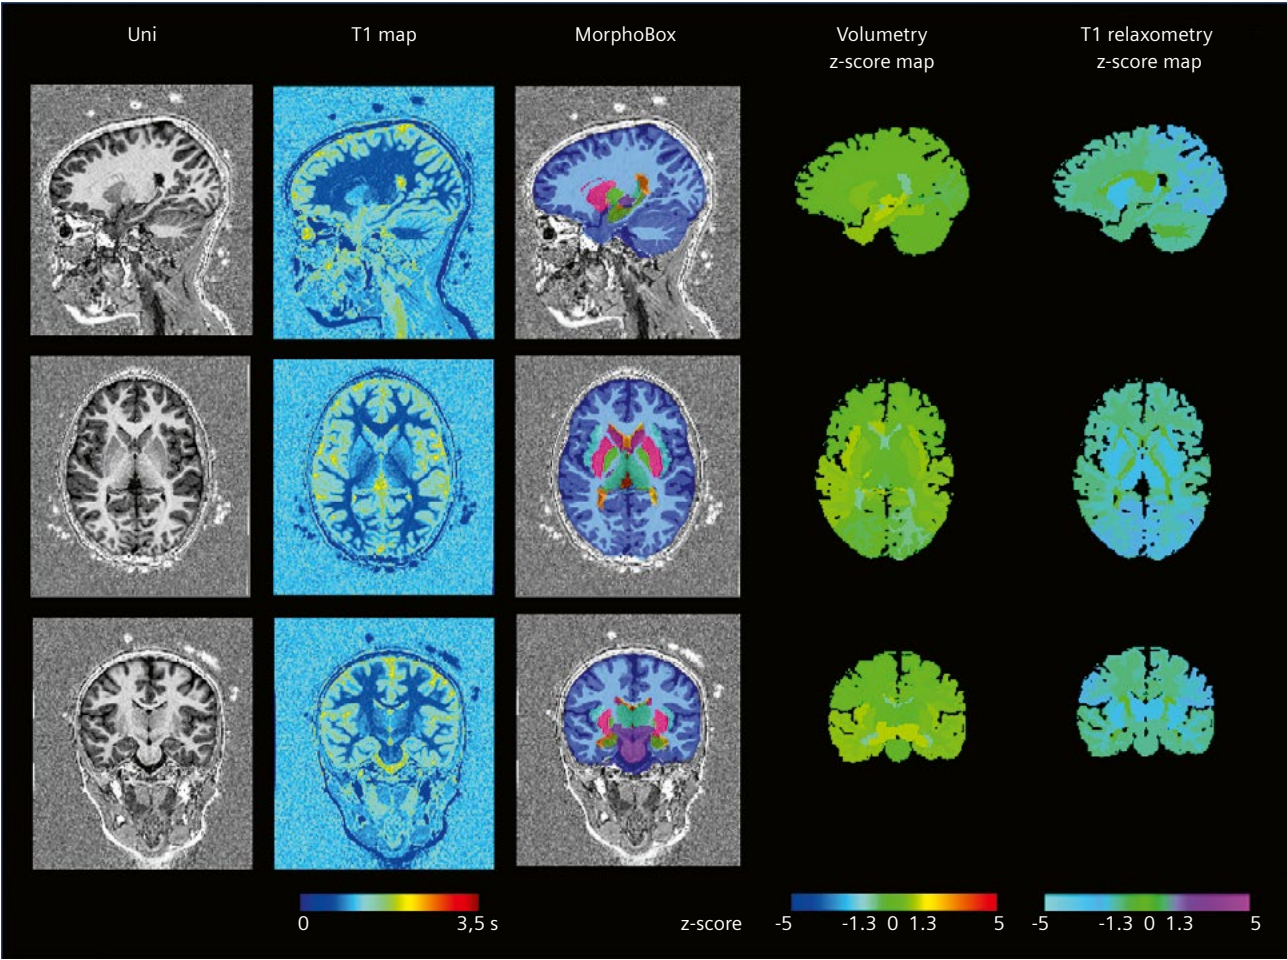 Uni
T1 map
MorphoBox
Volumetry
z-score map
T1 relaxometry
z-score map
0
3,5 s
z-score
-5
-1.3
0
1.3
5
-5
-1.3
0
1.3
5